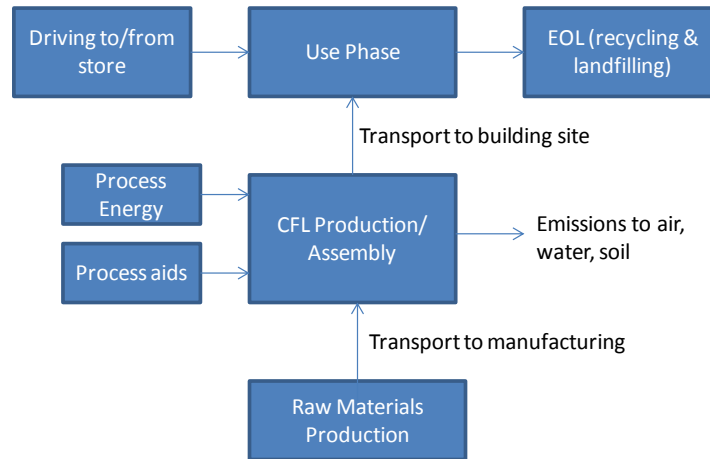 Driving to/from
store
Use Phase
EOL (recycling &
landfilling)
Transport to building site
Process
Energy
CFL Production/
Assembly
Emissions to air,
water, soil
Process aids
Transport to manufacturing
Raw Materials
Production